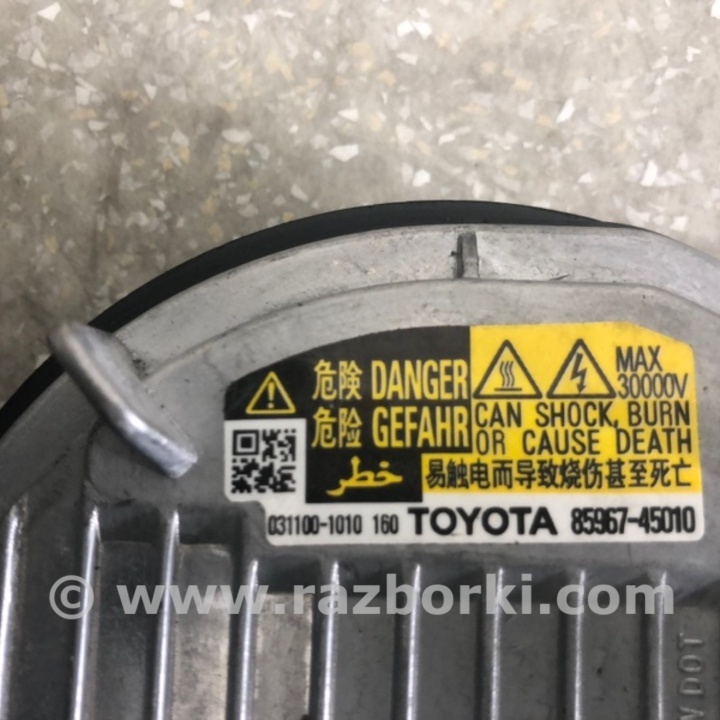 危険 DANGER
危险 GEFAHR
خطر
MAX
30000V
CAN SHOCK, BURN
OR CAUSE DEATH
易触电而导致烧伤甚至死亡
031100-1010 160 TOYOTA 85967-45010
© www.razborki.com
DOT